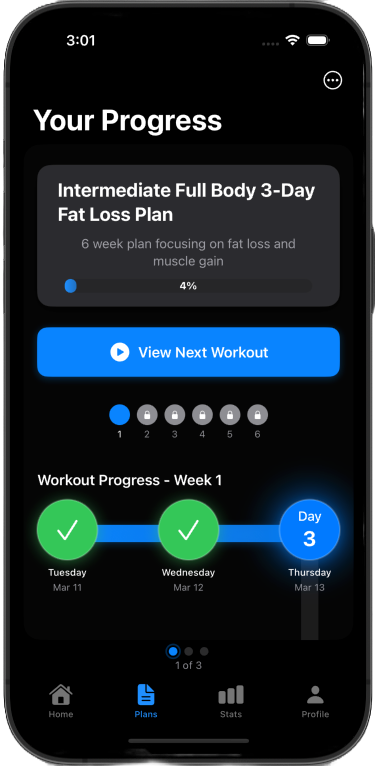 3:01
Your Progress
Intermediate Full Body 3-Day
Fat Loss Plan
6 week plan focusing on fat loss and
muscle gain
4%
View Next Workout
1 2 3 4 5 6
Workout Progress - Week 1
Day
3
Tuesday Wednesday Thursday
Mar 11 Mar 12 Mar 13
1 of 3
Home Plans Stats Profile